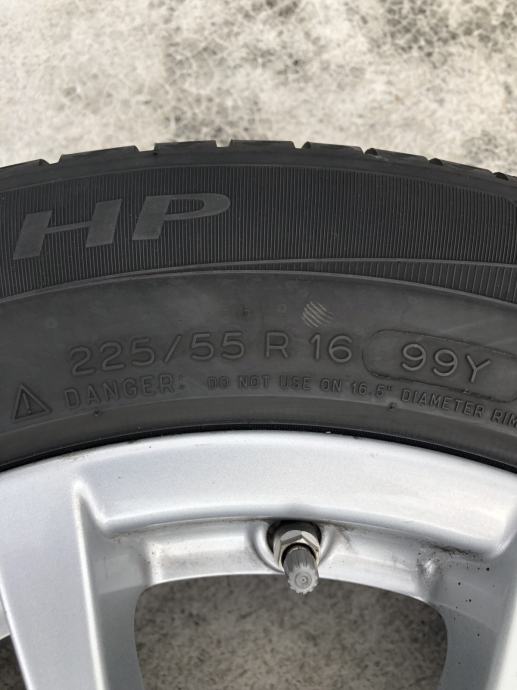 HP
225/55 R 16 99Y
DANGER: DO NOT USE ON 16.5" DIAMETER RIM